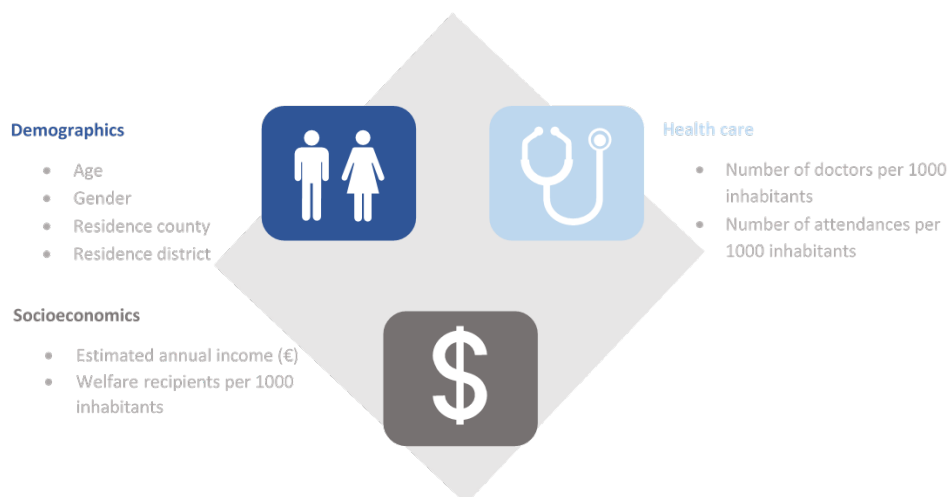 Demographics
• Age
• Gender
• Residence county
• Residence district
Health care
• Number of doctors per 1000
inhabitants
• Number of attendances per
1000 inhabitants
Socioeconomics
• Estimated annual income (€)
• Welfare recipients per 1000
inhabitants
$